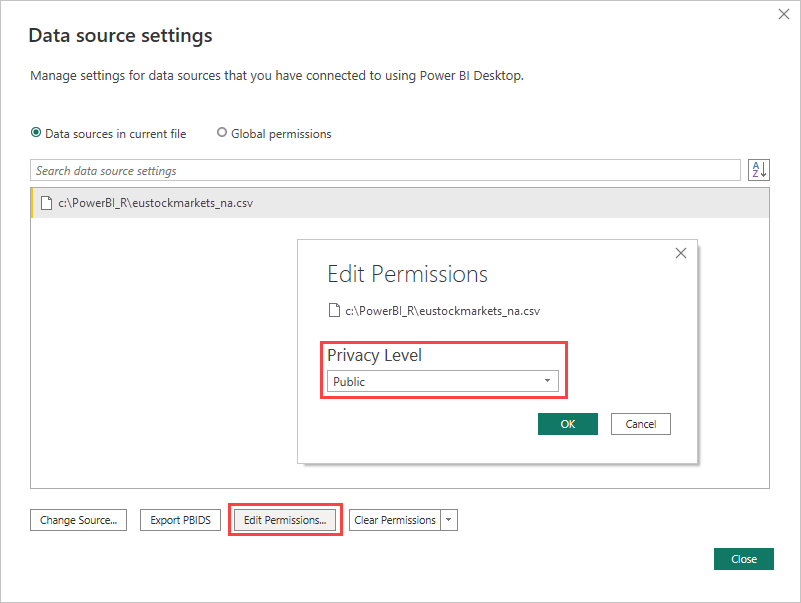 Data source settings
Manage settings for data sources that you have connected to using Power BI Desktop.
Data sources in current file
Global permissions
Search data source settings
A
Z
c:\PowerBI_R\eustockmarkets_na.csv
Edit Permissions
c:\PowerBI_R\eustockmarkets_na.csv
Privacy Level
Public
OK
Cancel
Change Source...
Export PBIDS
Edit Permissions...
Clear Permissions
Close